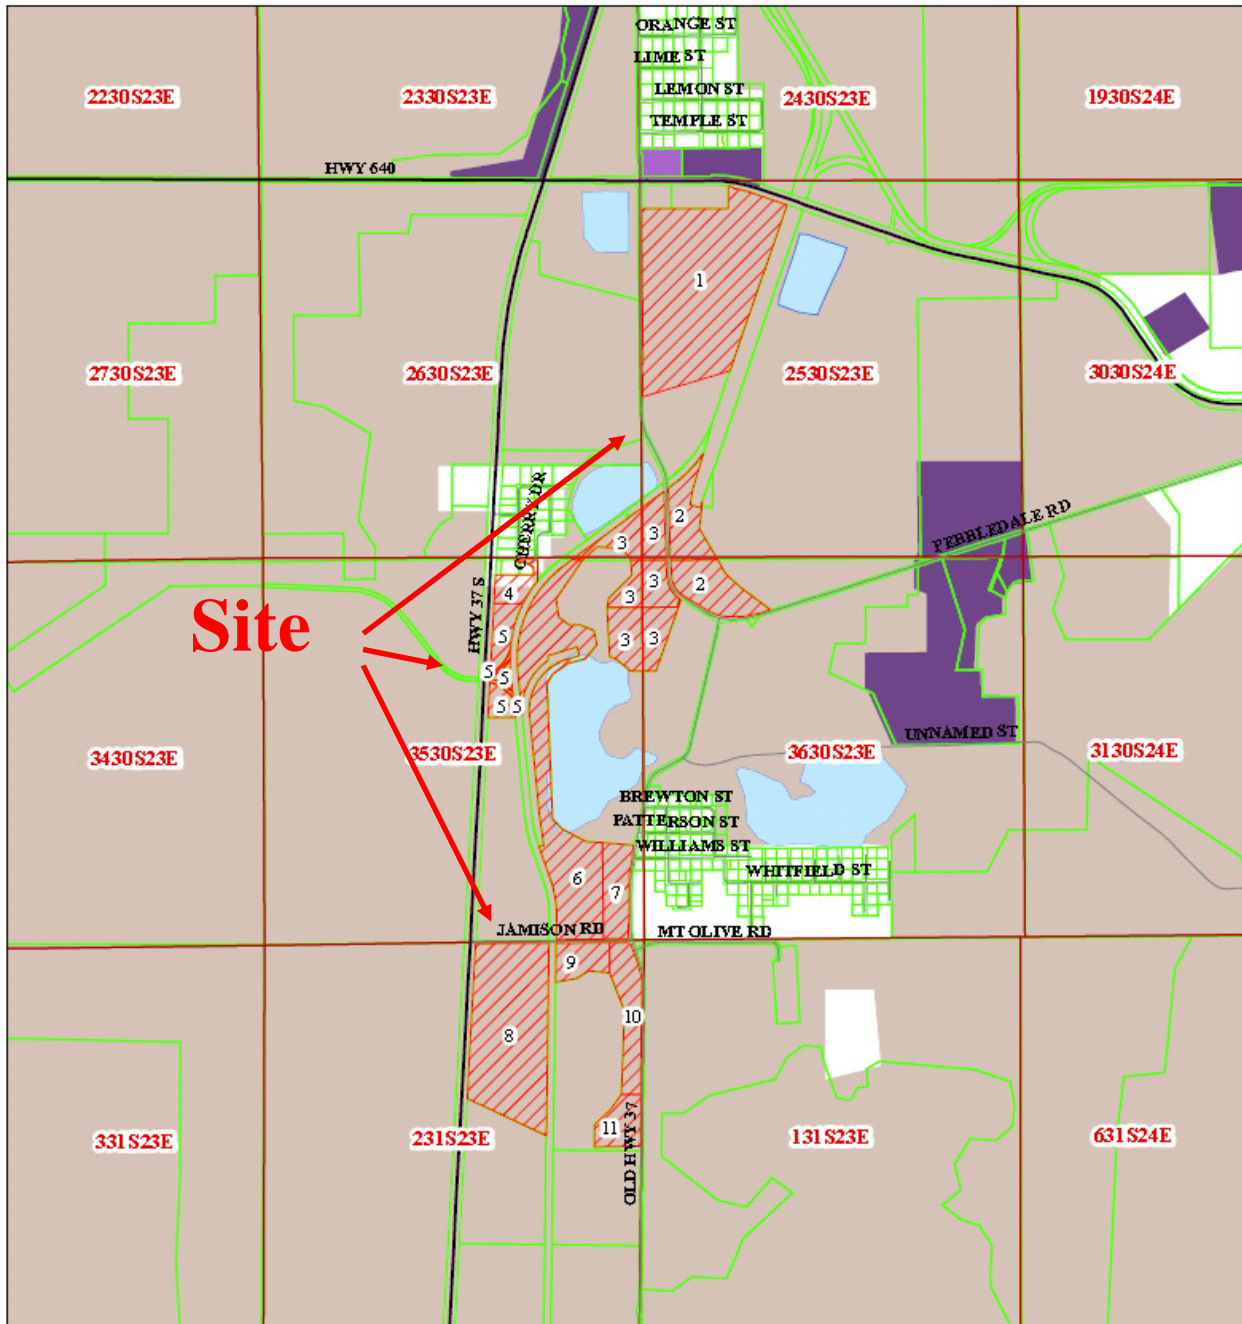 ORANGE ST
LIME ST
2230S23E
2330S23E
LEMON ST
2430S23E
1930S24E
TEMPLE ST
HWY 640
1
2730S23E
2630S23E
2530S23E
3030S24E
CHERRY DR
2
3
3
PEBBLEDALE RD
3
2
4
3
HWY 37 S
Site
5
3
3
5
5
5
5
UNNAMED ST
3430S23E
3530S23E
3630S23E
3130S24E
BREWTON ST
PATTERSON ST
WILLIAMS ST
WHITFIELD ST
6
7
JAMISON RD
MT OLIVE RD
9
10
8
11
OLD HWY 37
331S23E
231S23E
131S23E
631S24E